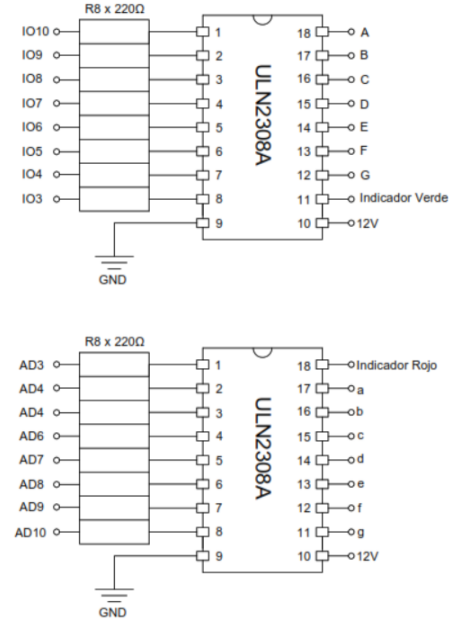 R8 x 220Ω
IO10 1 18 A
IO9 2 17 B
IO8 3 16 C
IO7 4 15 D
IO6 5 14 E
IO5 6 13 F
IO4 7 12 G
IO3 8 11 Indicador Verde
9 10 12V
ULN2308A
GND
R8 x 220Ω
AD3 1 18 Indicador Rojo
AD4 2 17 a
AD4 3 16 b
AD6 4 15 c
AD7 5 14 d
AD8 6 13 e
AD9 7 12 f
AD10 8 11 g
9 10 12V
ULN2308A
GND